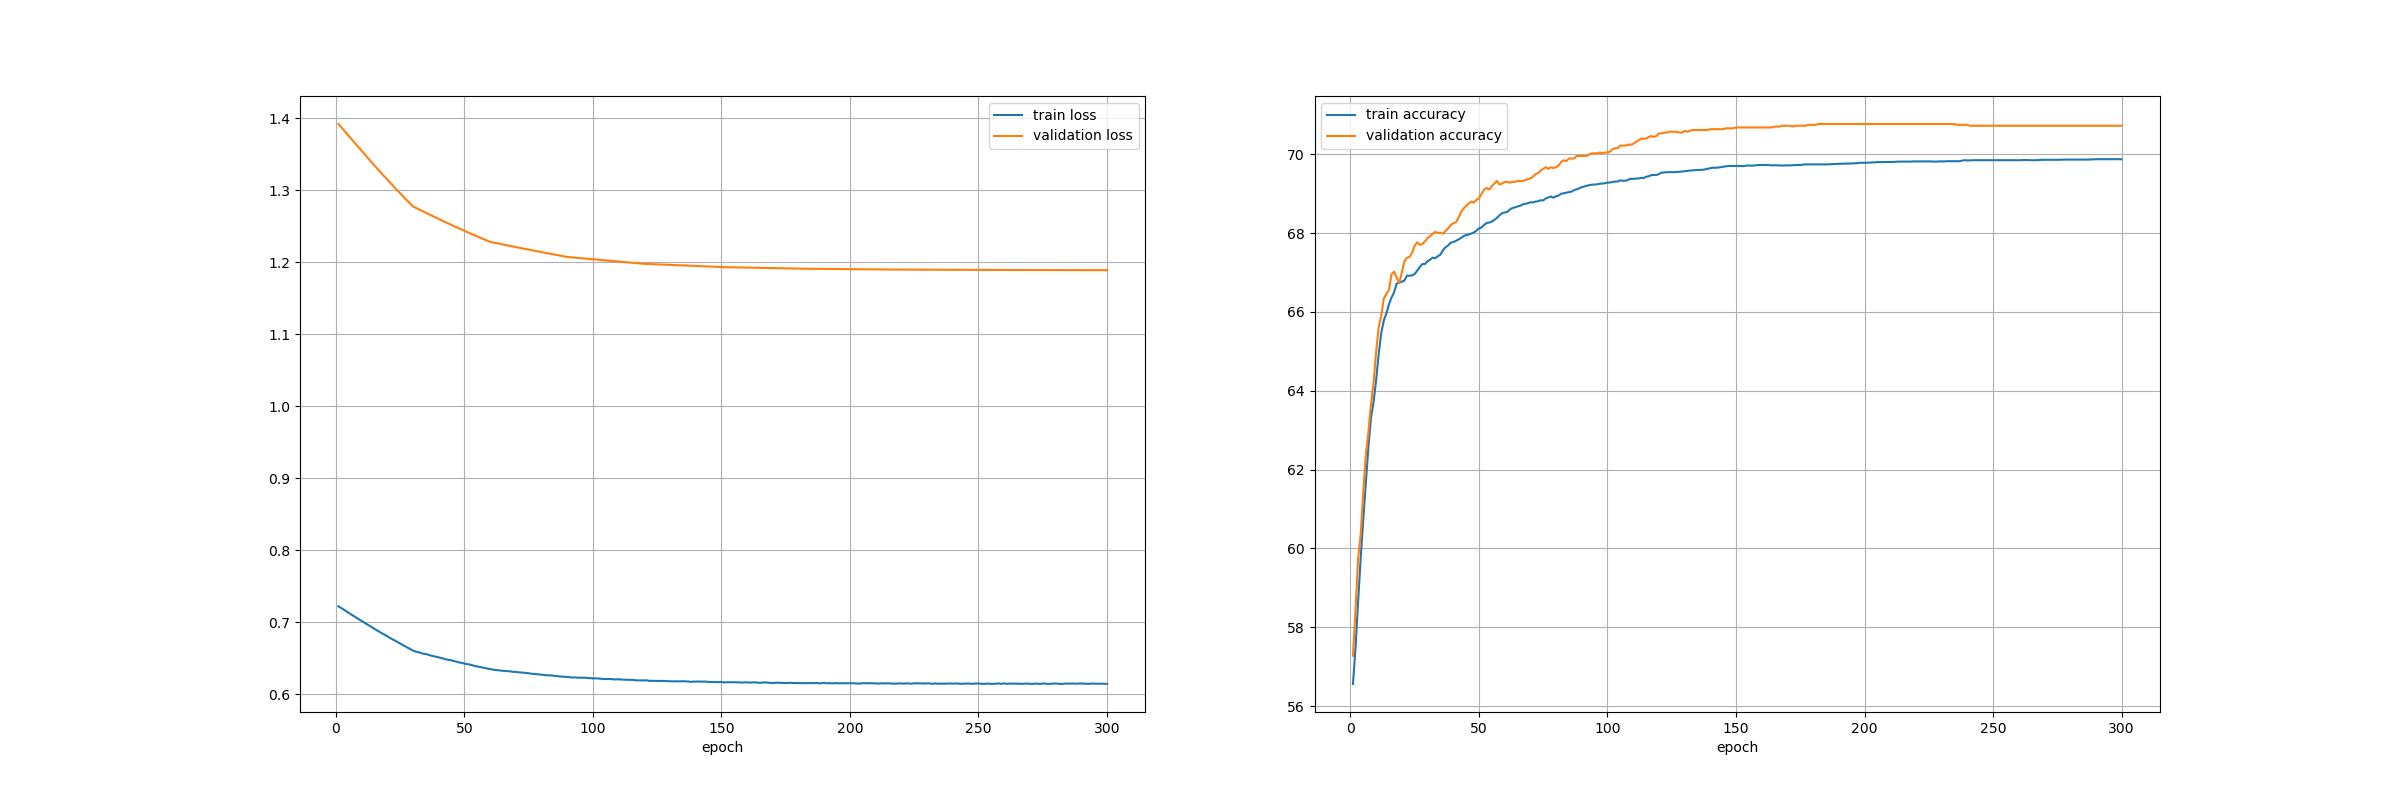 train loss
validation loss
1.4
1.3
1.2
1.1
1.0
0.9
0.8
0.7
0.6
0 50 100 150 200 250 300
epoch
train accuracy
validation accuracy
70
68
66
64
62
60
58
56
0 50 100 150 200 250 300
epoch